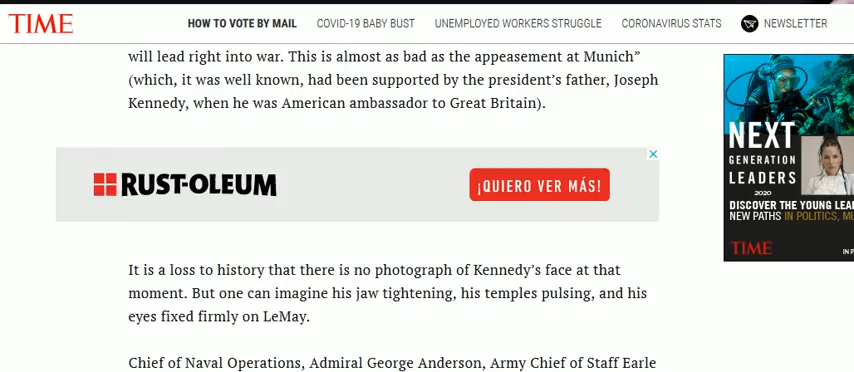 TIME
HOW TO VOTE BY MAIL COVID-19 BABY BUST UNEMPLOYED WORKERS STRUGGLE CORONAVIRUS STATS NEWSLETTER
will lead right into war. This is almost as bad as the appeasement at Munich”
(which, it was well known, had been supported by the president’s father, Joseph
Kennedy, when he was American ambassador to Great Britain).
RUST-OLEUM
¡QUIERO VER MÁS!
NEXT
GENERATION
LEADERS
2020
DISCOVER THE YOUNG LEA
NEW PATHS IN POLITICS, MU
TIME
IN P
It is a loss to history that there is no photograph of Kennedy’s face at that
moment. But one can imagine his jaw tightening, his temples pulsing, and his
eyes fixed firmly on LeMay.
Chief of Naval Operations, Admiral George Anderson, Army Chief of Staff Earle